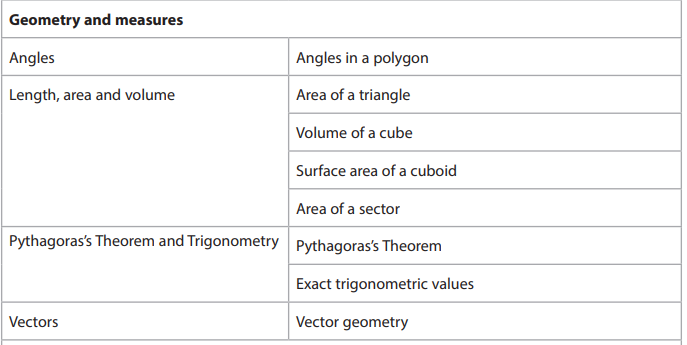 Geometry and measures
Angles
Angles in a polygon
Length, area and volume
Area of a triangle
Volume of a cube
Surface area of a cuboid
Area of a sector
Pythagoras's Theorem and Trigonometry
Pythagoras's Theorem
Exact trigonometric values
Vectors
Vector geometry